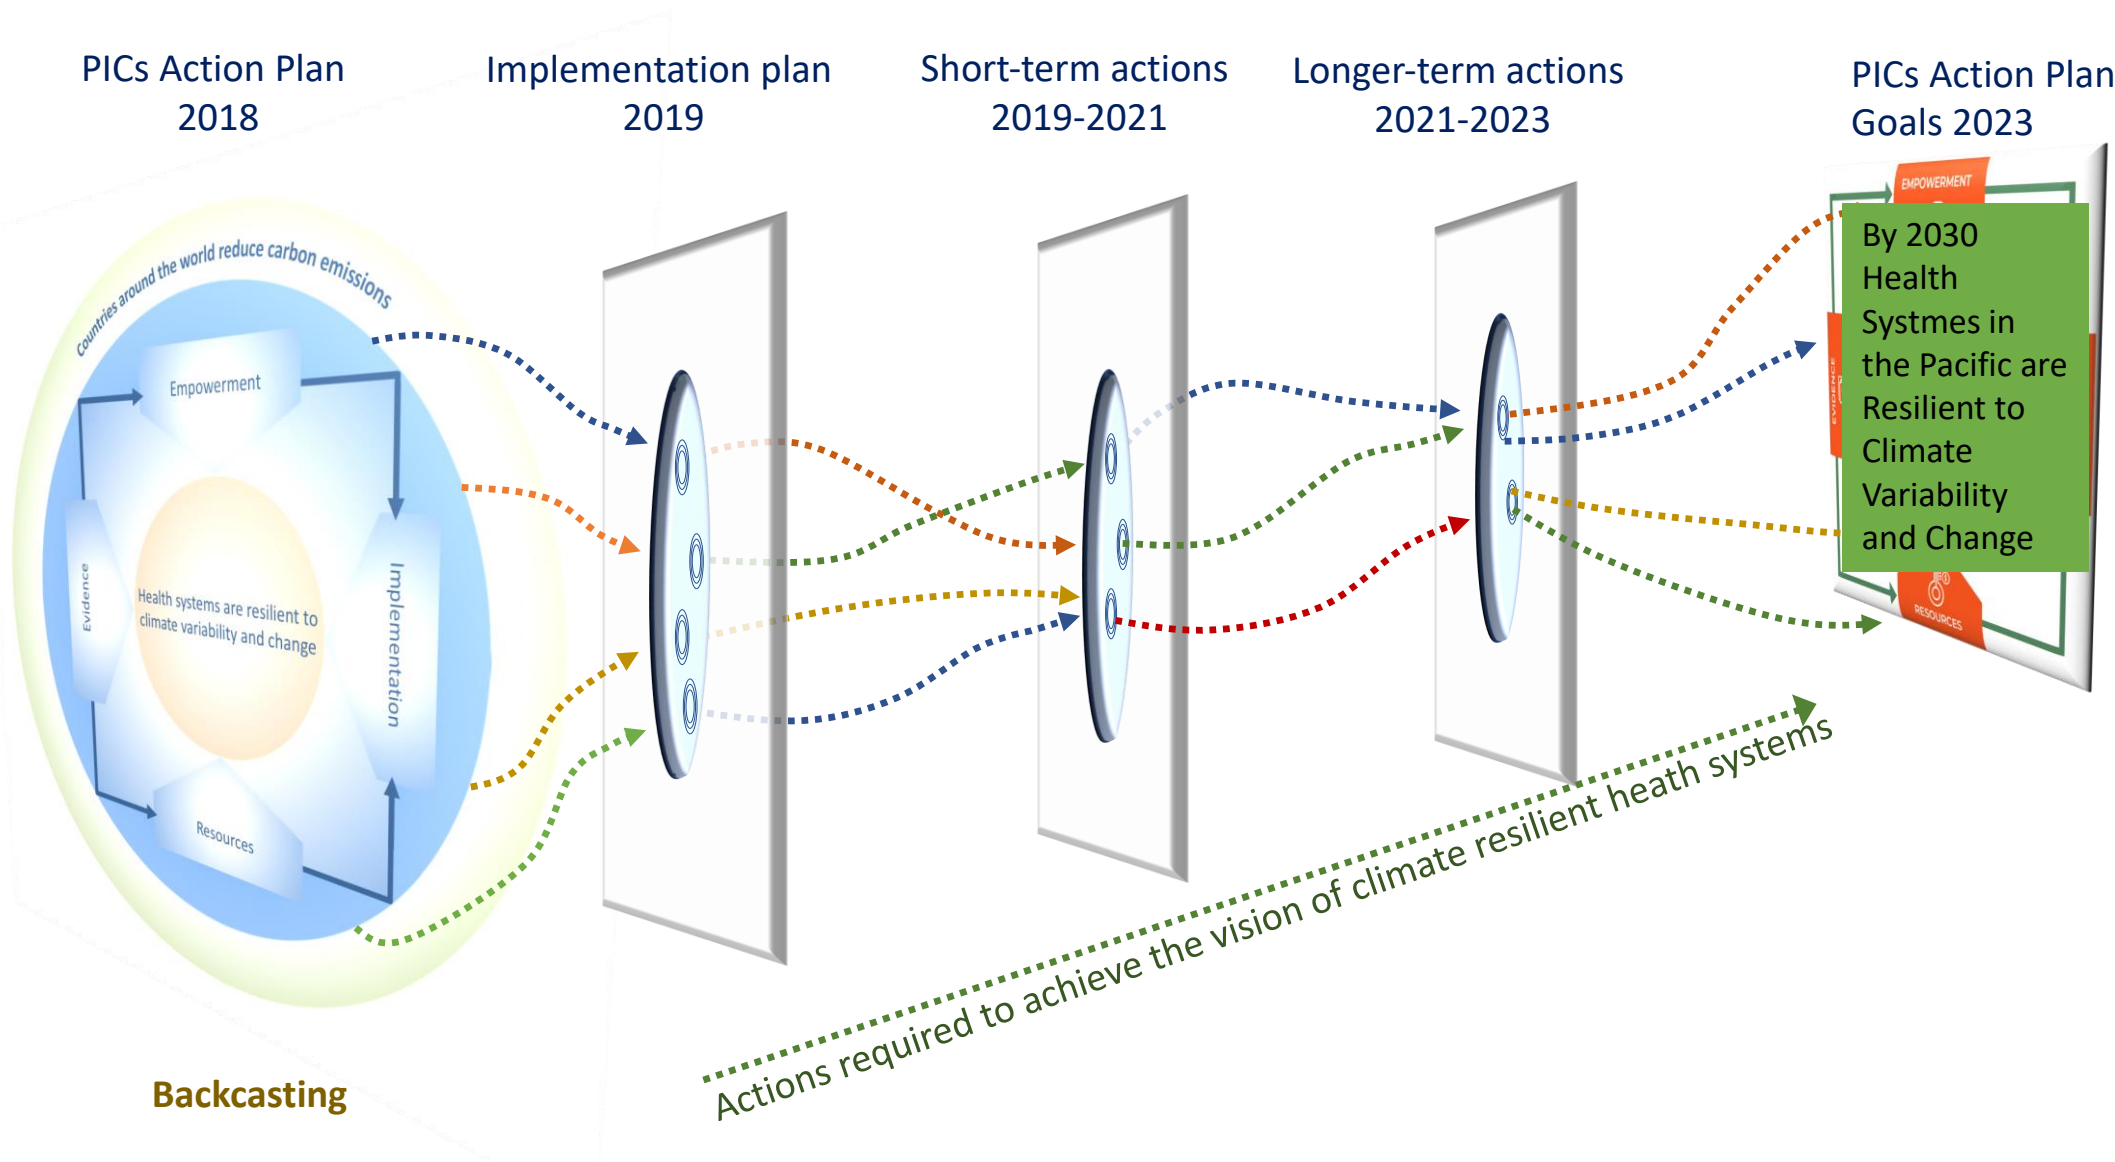 PICs Action Plan
2018
Implementation plan
2019
Short-term actions
2019-2021
Longer-term actions
2021-2023
PICs Action Plan
Goals 2023
Countries around the world reduce carbon emissions
Empowerment
Evidence
Implementation
Resources
Health systems are resilient to
climate variability and change
EMPOWERMENT
EVIDENCE
RESOURCES
By 2030
Health
Systmes in
the Pacific are
Resilient to
Climate
Variability
and Change
Actions required to achieve the vision of climate resilient heath systems
Backcasting